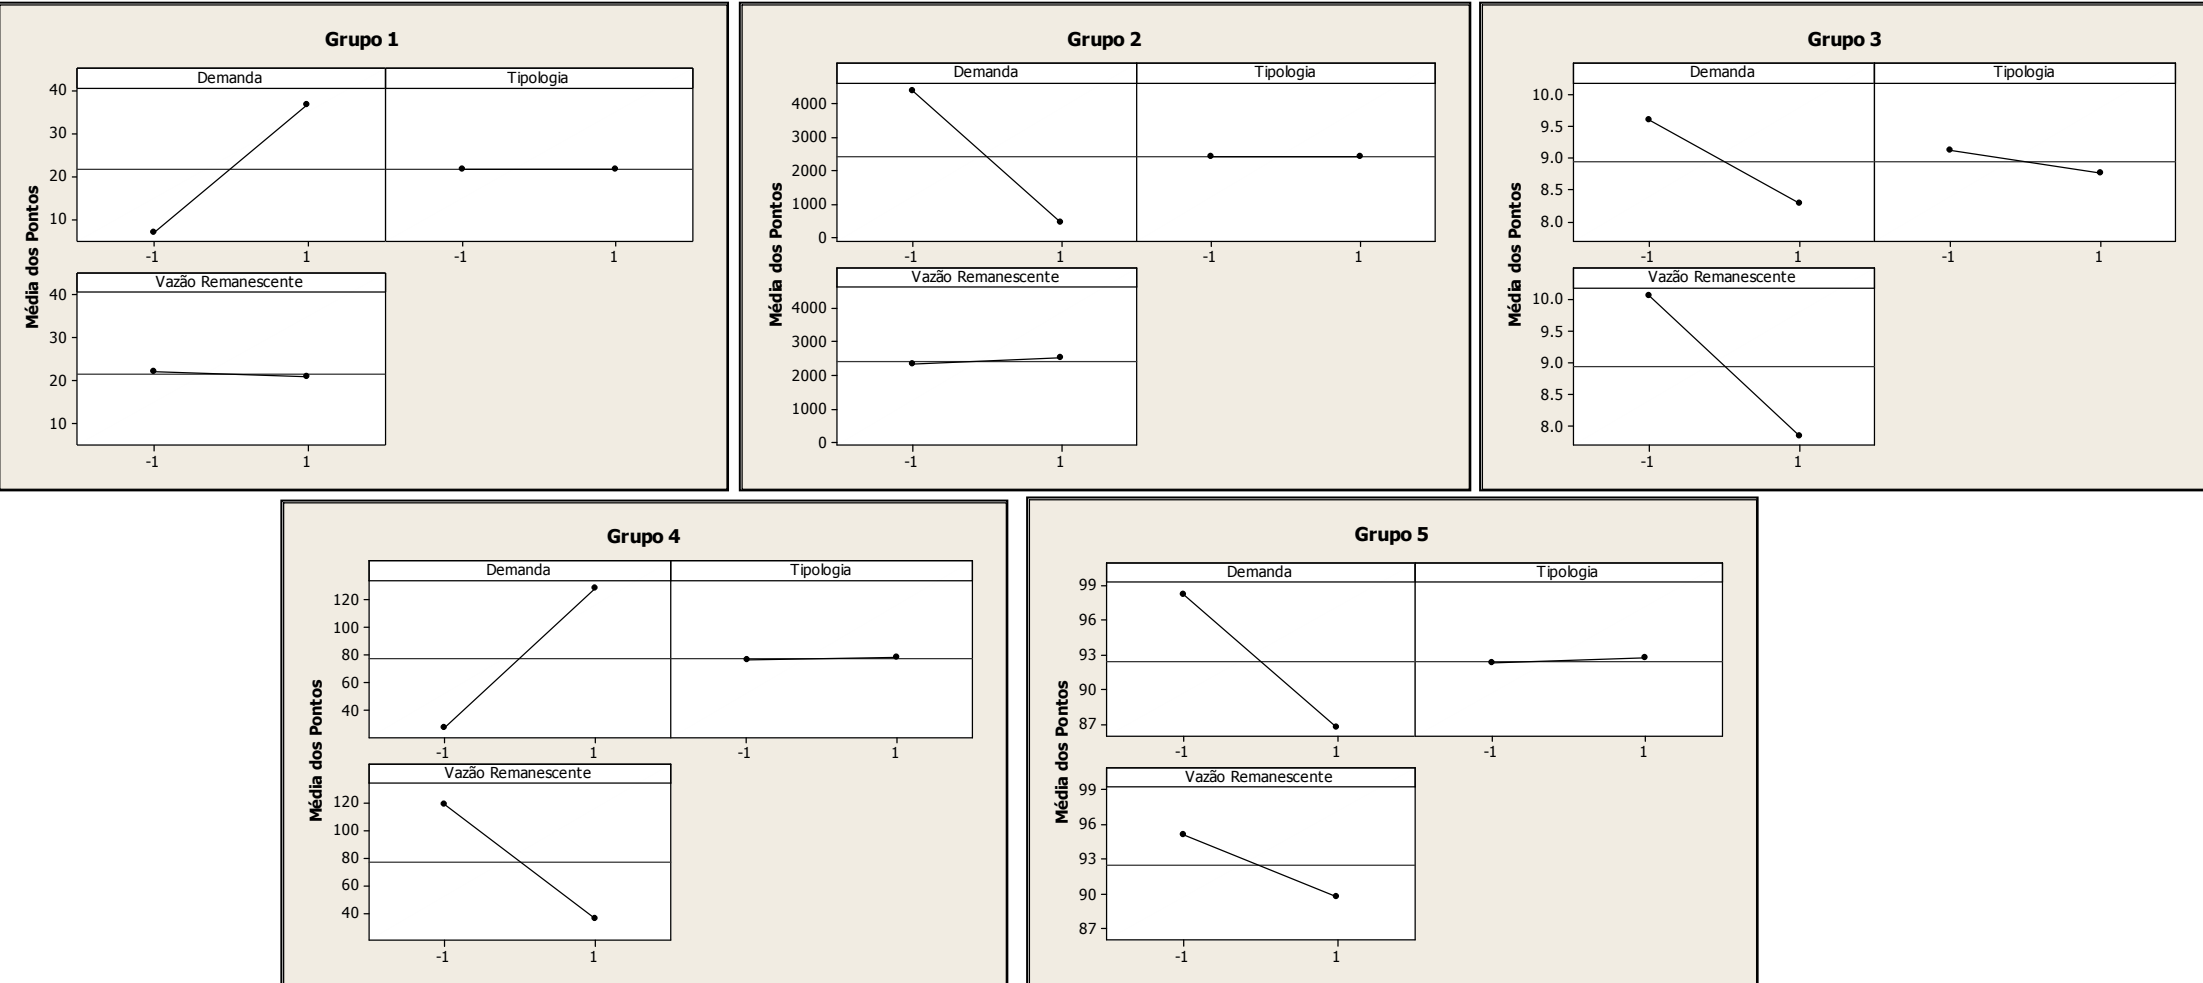 Grupo 1
Média dos Pontos
Demanda Tipologia
40
30
20
10
-1 1 -1 1
Vazão Remanescente
40
30
20
10
-1 1
Grupo 2
Média dos Pontos
Demanda Tipologia
4000
3000
2000
1000
0
-1 1 -1 1
Vazão Remanescente
4000
3000
2000
1000
0
-1 1
Grupo 3
Média dos Pontos
Demanda Tipologia
10.0
9.5
9.0
8.5
8.0
-1 1 -1 1
Vazão Remanescente
10.0
9.5
9.0
8.5
8.0
-1 1
Grupo 4
Média dos Pontos
Demanda Tipologia
120
100
80
60
40
-1 1 -1 1
Vazão Remanescente
120
100
80
60
40
-1 1
Grupo 5
Média dos Pontos
Demanda Tipologia
99
96
93
90
87
-1 1 -1 1
Vazão Remanescente
99
96
93
90
87
-1 1